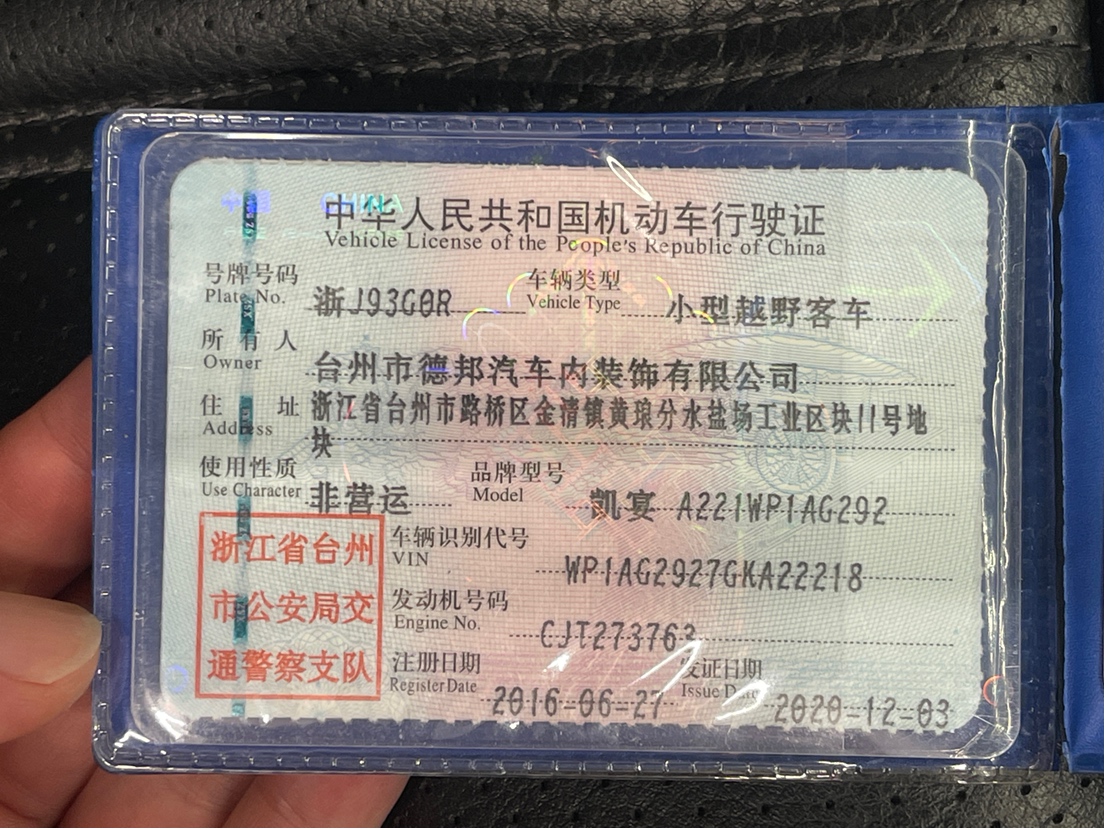 中华人民共和国机动车行驶证
Vehicle License of the People's Republic of China
号牌号码 浙J93G0R 车辆类型 小型越野客车
Plate No. Vehicle Type
所有人 台州市德邦汽车内装饰有限公司
Owner
住址 浙江省台州市路桥区金清镇黄琅分水盐场工业区块11号地
Address 块
使用性质 非营运 品牌型号 凯宴 A221WP1AG292
Use Character Model
浙江省台州
市公安局交
通警察支队
车辆识别代号 WP1AG2927GKA22218
VIN
发动机号码 CJT273763
Engine No.
注册日期 2016-06-27 发证日期 2020-12-03
Register Date Issue Date